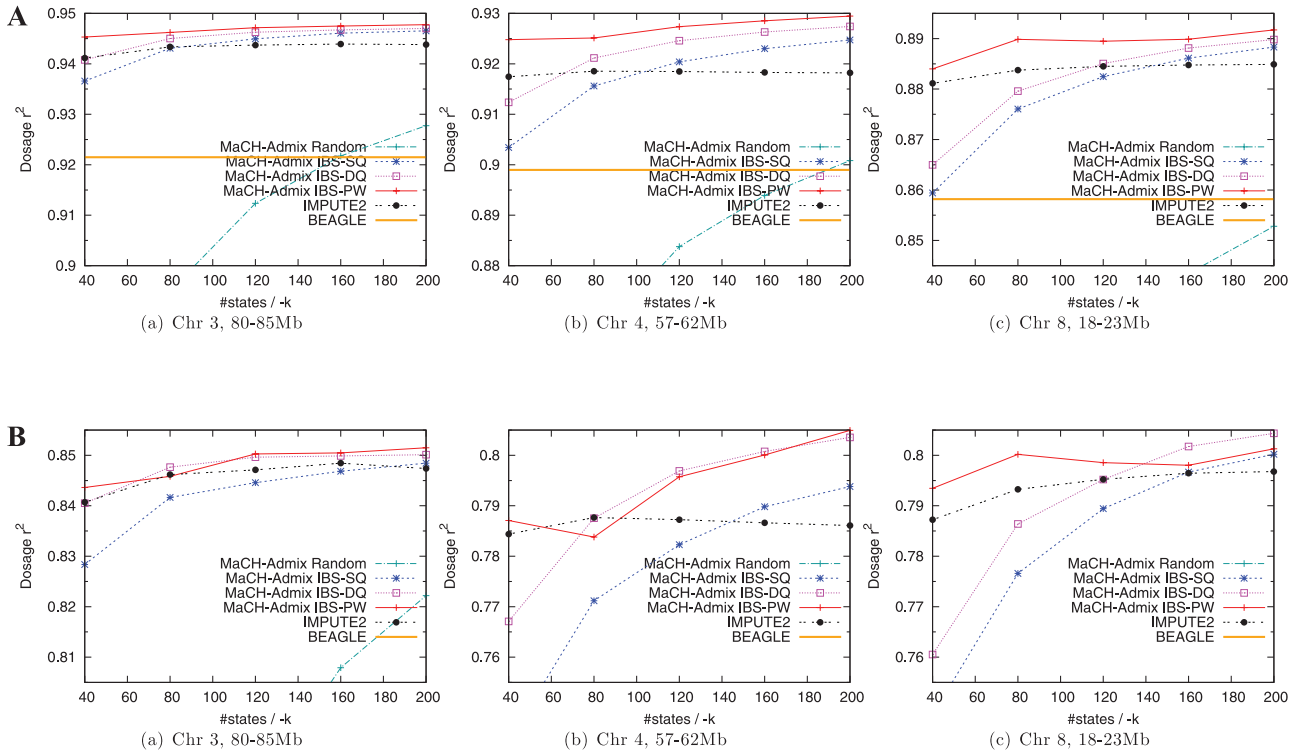 A
Dosage r²
0.95
0.94
0.93
0.92
0.91
0.9
MaCH-Admix Random
MaCH-Admix IBS-SQ
MaCH-Admix IBS-DQ
MaCH-Admix IBS-PW
IMPUTE2
BEAGLE
40 60 80 100 120 140 160 180 200
#states / -k
(a) Chr 3, 80-85Mb
Dosage r²
0.93
0.92
0.91
0.9
0.89
0.88
MaCH-Admix Random
MaCH-Admix IBS-SQ
MaCH-Admix IBS-DQ
MaCH-Admix IBS-PW
IMPUTE2
BEAGLE
40 60 80 100 120 140 160 180 200
#states / -k
(b) Chr 4, 57-62Mb
Dosage r²
0.89
0.88
0.87
0.86
0.85
MaCH-Admix Random
MaCH-Admix IBS-SQ
MaCH-Admix IBS-DQ
MaCH-Admix IBS-PW
IMPUTE2
BEAGLE
40 60 80 100 120 140 160 180 200
#states / -k
(c) Chr 8, 18-23Mb
B
Dosage r²
0.85
0.84
0.83
0.82
0.81
MaCH-Admix Random
MaCH-Admix IBS-SQ
MaCH-Admix IBS-DQ
MaCH-Admix IBS-PW
IMPUTE2
BEAGLE
40 60 80 100 120 140 160 180 200
#states / -k
(a) Chr 3, 80-85Mb
Dosage r²
0.8
0.79
0.78
0.77
0.76
MaCH-Admix Random
MaCH-Admix IBS-SQ
MaCH-Admix IBS-DQ
MaCH-Admix IBS-PW
IMPUTE2
BEAGLE
40 60 80 100 120 140 160 180 200
#states / -k
(b) Chr 4, 57-62Mb
Dosage r²
0.8
0.79
0.78
0.77
0.76
MaCH-Admix Random
MaCH-Admix IBS-SQ
MaCH-Admix IBS-DQ
MaCH-Admix IBS-PW
IMPUTE2
BEAGLE
40 60 80 100 120 140 160 180 200
#states / -k
(c) Chr 8, 18-23Mb